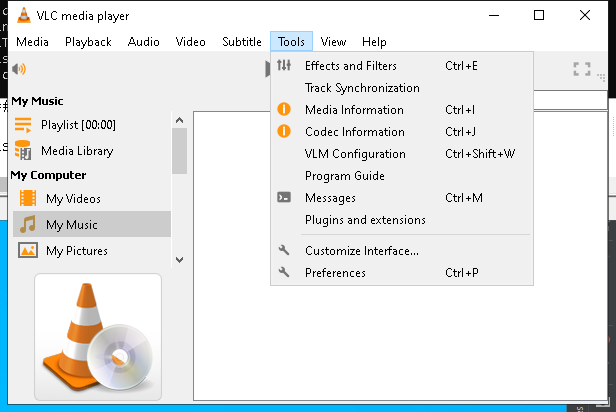 VLC media player
Media Playback Audio Video Subtitle Tools View Help
Effects and Filters Ctrl+E
Track Synchronization
Media Information Ctrl+I
Codec Information Ctrl+J
VLM Configuration Ctrl+Shift+W
Program Guide
Messages Ctrl+M
Plugins and extensions
Customize Interface...
Preferences Ctrl+P
My Music
Playlist [00:00]
Media Library
My Computer
My Videos
My Music
My Pictures